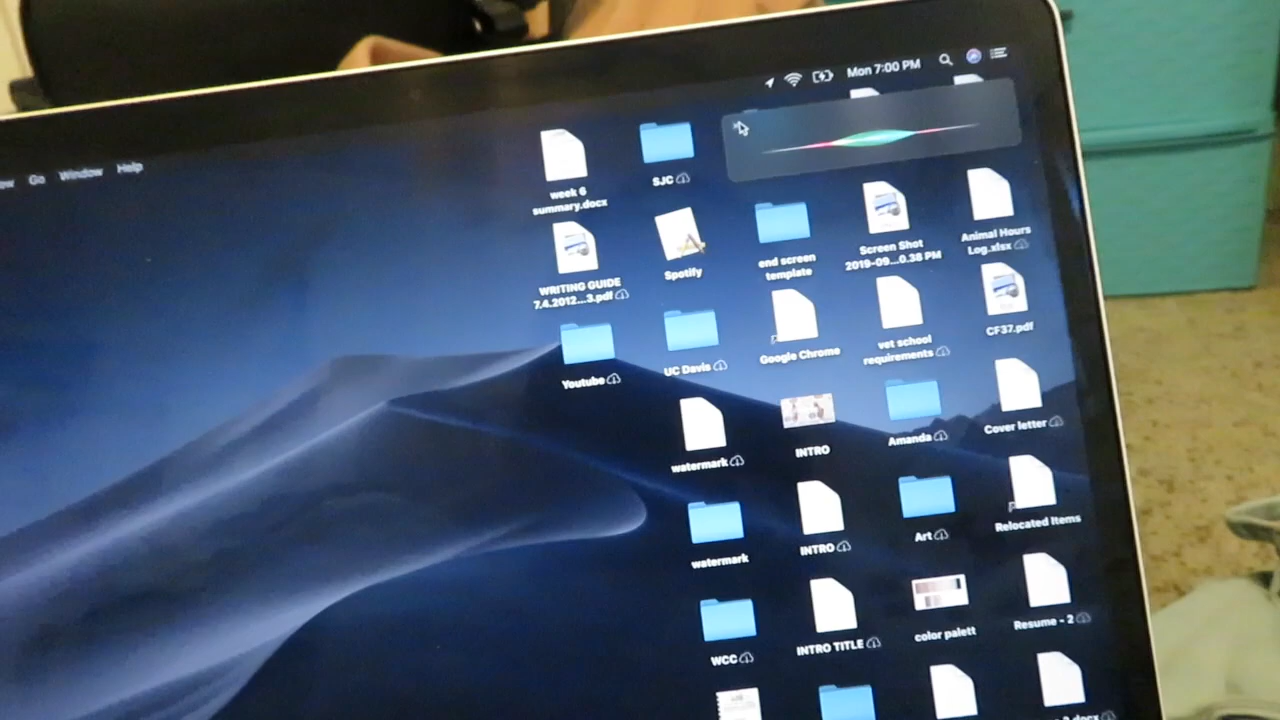 Mon 7:00 PM
Go Window Help
week 6
summary.docx
SJC
WRITING GUIDE
7.4.2012...3.pdf
Spotify
end screen
template
Screen Shot
2019-09...0.38 PM
Animal Hours
Log.xlsx
Youtube
UC Davis
Google Chrome
vet school
requirements
CF37.pdf
watermark
INTRO
Amanda
Cover letter
watermark
INTRO
Art
Relocated Items
WCC
INTRO TITLE
color palett
Resume - 2